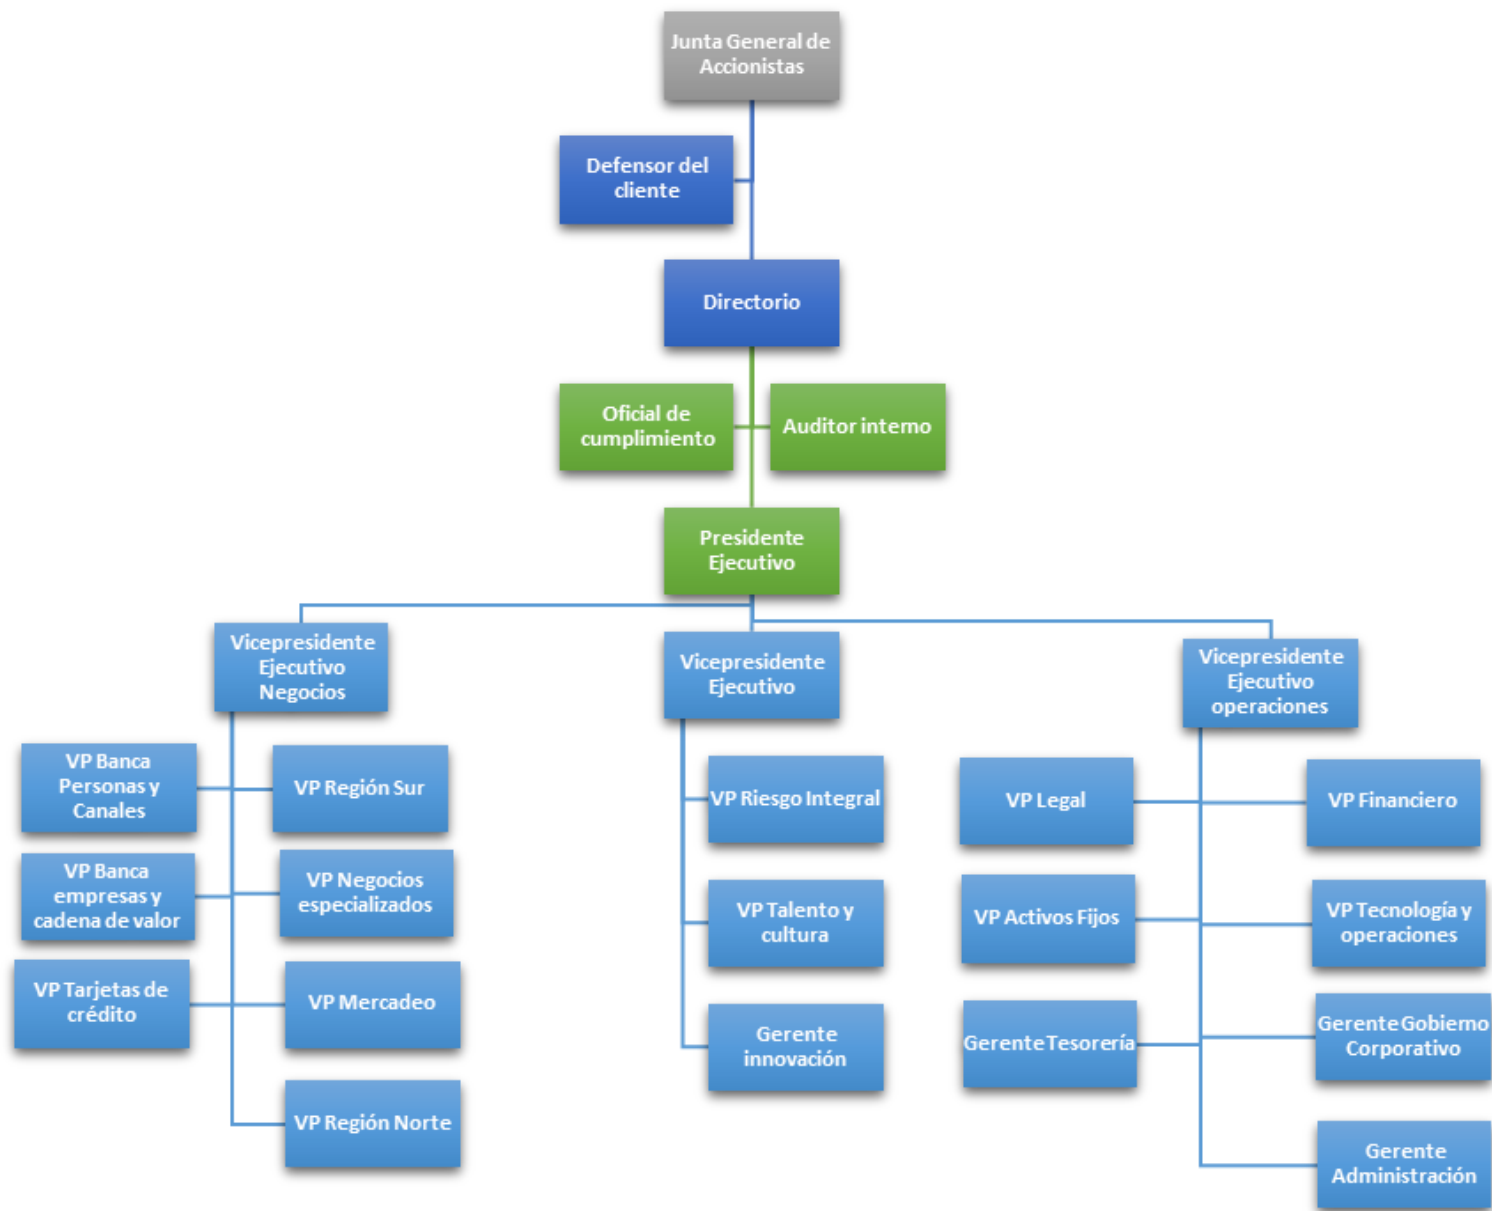 Junta General de
Accionistas
Defensor del
cliente
Directorio
Oficial de
cumplimiento
Auditor interno
Presidente
Ejecutivo
Vicepresidente
Ejecutivo
Negocios
Vicepresidente
Ejecutivo
Vicepresidente
Ejecutivo
operaciones
VP Banca
Personas y
Canales
VP Región Sur
VP Banca
empresas y
cadena de valor
VP Negocios
especializados
VP Tarjetas de
crédito
VP Mercadeo
VP Región Norte
VP Riesgo Integral
VP Talento y
cultura
Gerente
innovación
VP Legal
VP Financiero
VP Activos Fijos
VP Tecnología y
operaciones
Gerente Tesorería
Gerente Gobierno
Corporativo
Gerente
Administración